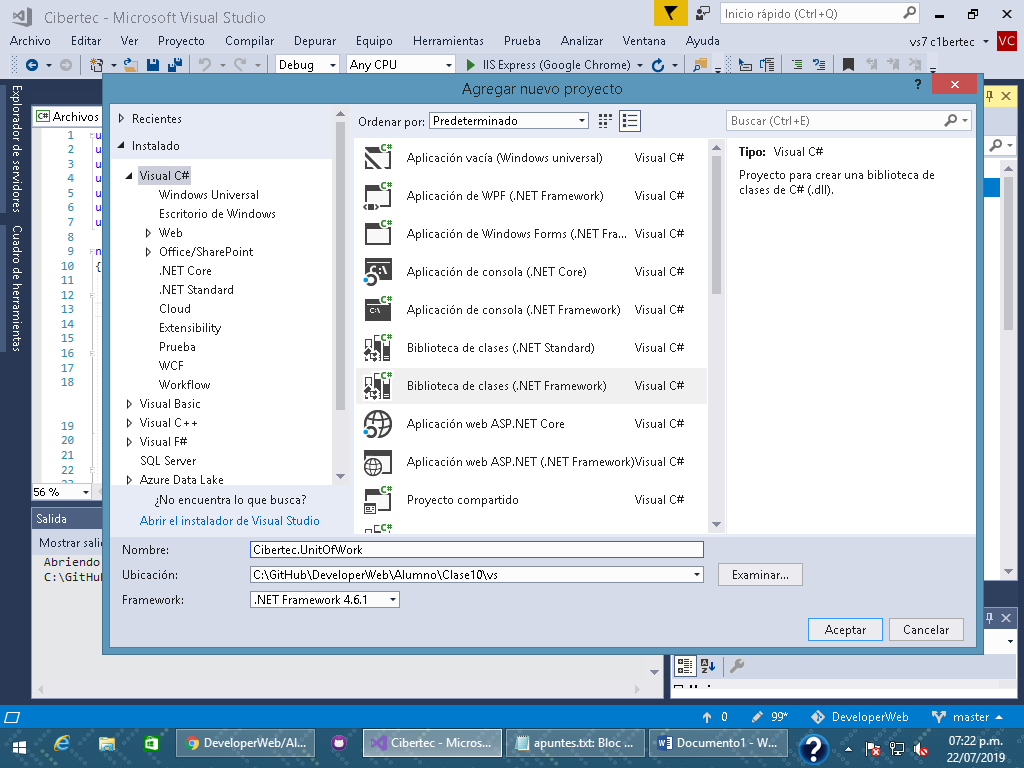 Cibertec - Microsoft Visual Studio
Inicio rápido (Ctrl+Q)
Archivo Editar Ver Proyecto Compilar Depurar Equipo Herramientas Prueba Analizar Ventana Ayuda vs7 c1bertec VC
Debug Any CPU IIS Express (Google Chrome)
Explorador de servidores
Cuadro de herramientas
C# Archivos
1 u
2 u
3 u
4 u
5 u
6 u
7 u
8
9 n
10 {
11
12
13
14
15
16
17
18
19
20
21
22
56 %
Agregar nuevo proyecto
?
Recientes
Instalado
Visual C#
Windows Universal
Escritorio de Windows
Web
Office/SharePoint
.NET Core
.NET Standard
Cloud
Extensibility
Prueba
WCF
Workflow
Visual Basic
Visual C++
Visual F#
SQL Server
Azure Data Lake
¿No encuentra lo que busca?
Abrir el instalador de Visual Studio
Ordenar por: Predeterminado
Buscar (Ctrl+E)
Aplicación vacía (Windows universal) Visual C#
Aplicación de WPF (.NET Framework) Visual C#
Aplicación de Windows Forms (.NET Fra... Visual C#
Aplicación de consola (.NET Core) Visual C#
Aplicación de consola (.NET Framework) Visual C#
Biblioteca de clases (.NET Standard) Visual C#
Biblioteca de clases (.NET Framework) Visual C#
Aplicación web ASP.NET Core Visual C#
Aplicación web ASP.NET (.NET Framework) Visual C#
Proyecto compartido Visual C#
Tipo: Visual C#
Proyecto para crear una biblioteca de
clases de C# (.dll).
Nombre: Cibertec.UnitOfWork
Ubicación: C:\GitHub\DeveloperWeb\Alumno\Clase10\vs Examinar...
Framework: .NET Framework 4.6.1
Aceptar Cancelar
Salida
Mostrar sali
Abriendo
C:\GitHu
0 99* DeveloperWeb master
DeveloperWeb/Al... Cibertec - Micros... apuntes.txt: Bloc ... Documento1 - W...
07:22 p.m.
22/07/2019